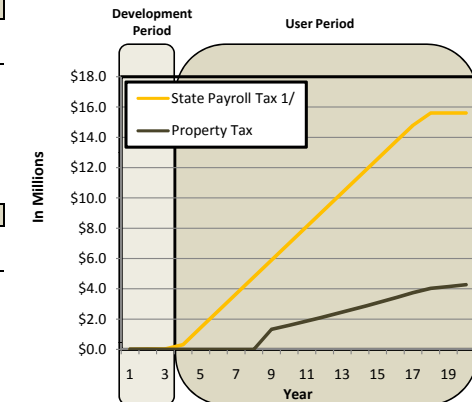 Development
Period
User Period
$18.0
$16.0
$14.0
$12.0
$10.0
$8.0
$6.0
$4.0
$2.0
$0.0
In Millions
State Payroll Tax 1/
Property Tax
1 3 5 7 9 11 13 15 17 19
Year